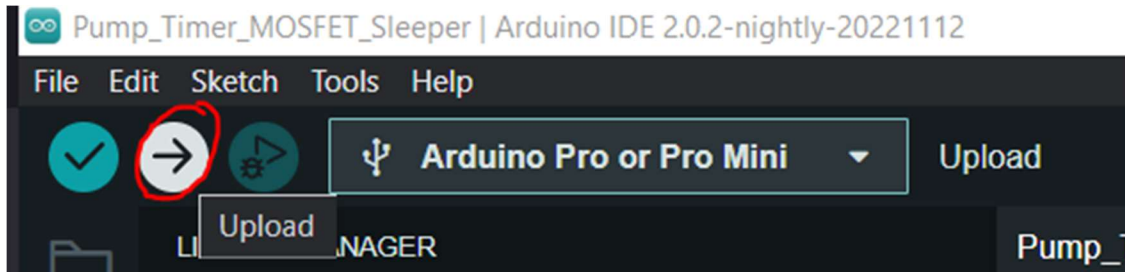 Pump_Timer_MOSFET_Sleeper | Arduino IDE 2.0.2-nightly-20221112
File Edit Sketch Tools Help
Arduino Pro or Pro Mini Upload
Upload